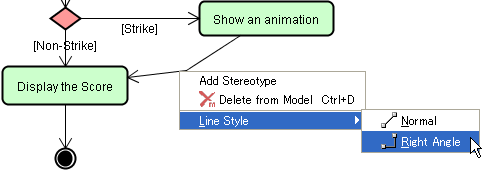 Show an animation
[Strike]
[Non-Strike]
Display the Score
Add Stereotype
Delete from Model Ctrl+D
Line Style
Normal
Right Angle